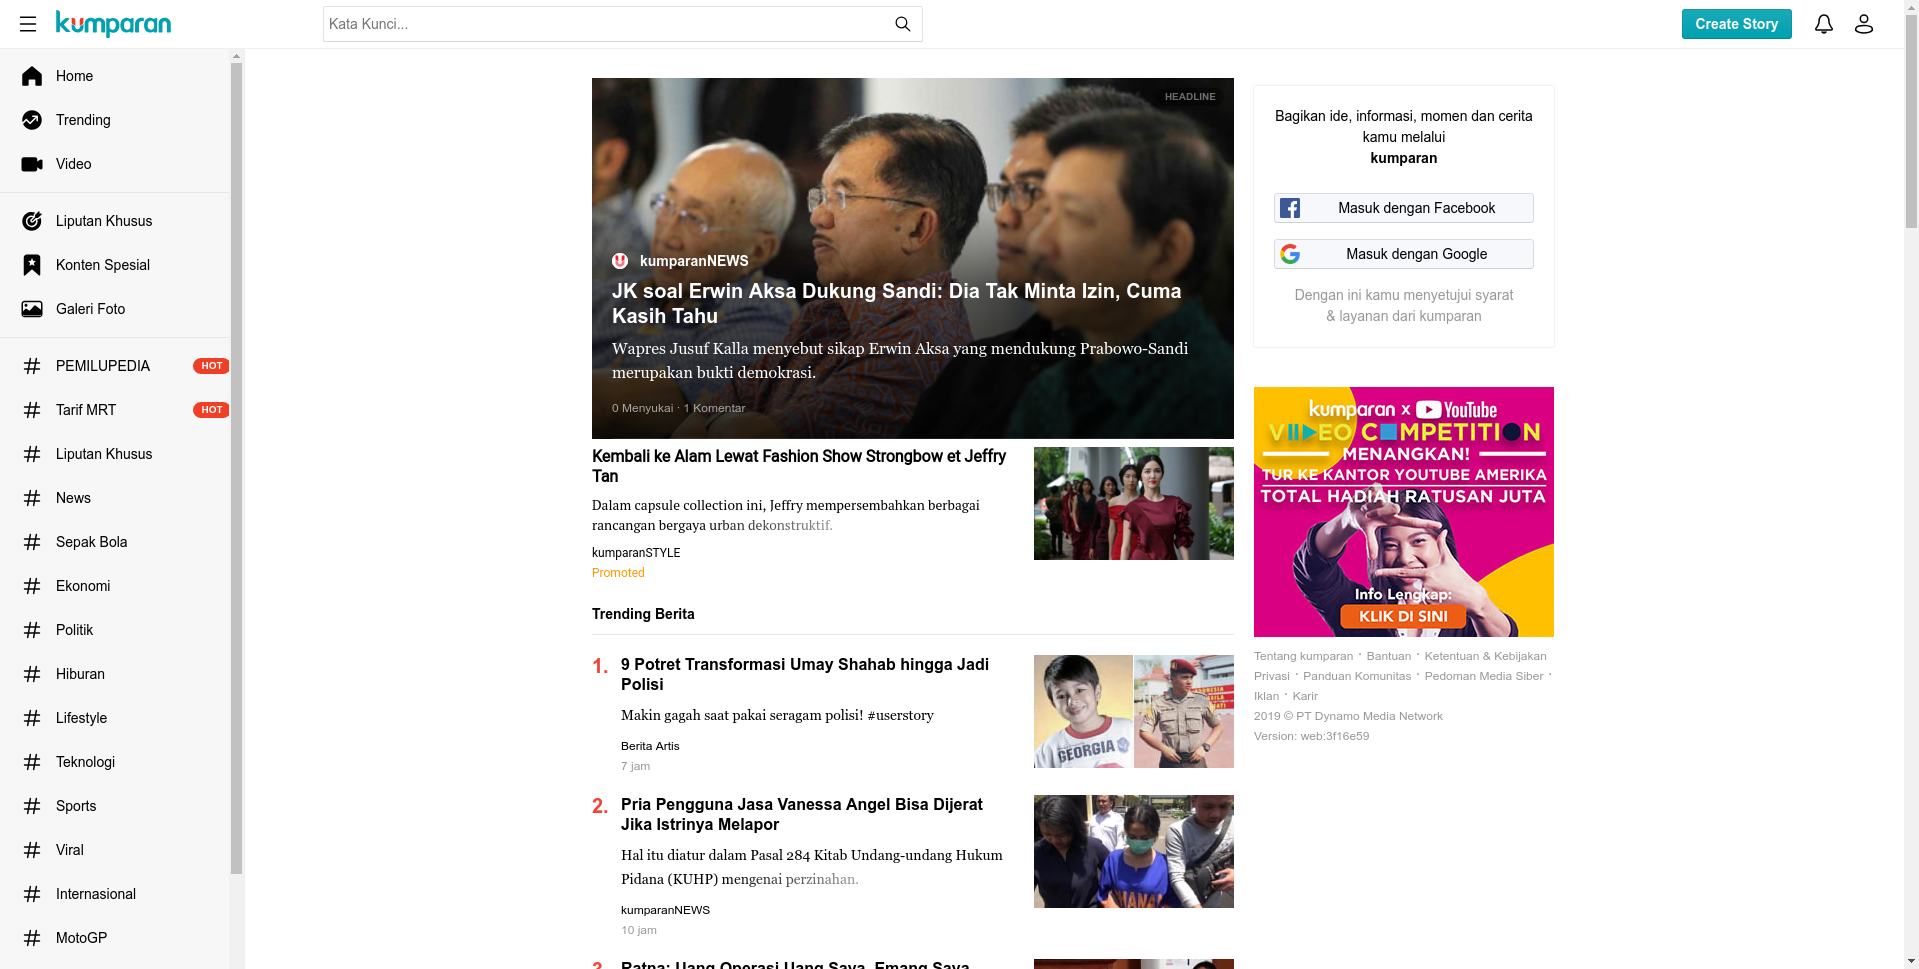 kumparan
Kata Kunci...
Create Story
Home
Trending
Video
Liputan Khusus
Konten Spesial
Galeri Foto
PEMILUPEDIA HOT
Tarif MRT HOT
Liputan Khusus
News
Sepak Bola
Ekonomi
Politik
Hiburan
Lifestyle
Teknologi
Sports
Viral
Internasional
MotoGP
HEADLINE
kumparanNEWS
JK soal Erwin Aksa Dukung Sandi: Dia Tak Minta Izin, Cuma
Kasih Tahu
Wapres Jusuf Kalla menyebut sikap Erwin Aksa yang mendukung Prabowo-Sandi
merupakan bukti demokrasi.
0 Menyukai · 1 Komentar
Kembali ke Alam Lewat Fashion Show Strongbow et Jeffry
Tan
Dalam capsule collection ini, Jeffry mempersembahkan berbagai
rancangan bergaya urban dekonstruktif.
kumparanSTYLE
Promoted
Trending Berita
1. 9 Potret Transformasi Umay Shahab hingga Jadi
Polisi
Makin gagah saat pakai seragam polisi! #userstory
Berita Artis
7 jam
GEORGIA
2. Pria Pengguna Jasa Vanessa Angel Bisa Dijerat
Jika Istrinya Melapor
Hal itu diatur dalam Pasal 284 Kitab Undang-undang Hukum
Pidana (KUHP) mengenai perzinahan.
kumparanNEWS
10 jam
3. Ratna: Uang Operasi Uang Saya, Emang Saya
Bagikan ide, informasi, momen dan cerita
kamu melalui
kumparan
Masuk dengan Facebook
Masuk dengan Google
Dengan ini kamu menyetujui syarat
& layanan dari kumparan
kumparan x YouTube
VIDEO COMPETITION
MENANGKAN!
TUR KE KANTOR YOUTUBE AMERIKA
TOTAL HADIAH RATUSAN JUTA
Info Lengkap:
KLIK DI SINI
Tentang kumparan · Bantuan · Ketentuan & Kebijakan
Privasi · Panduan Komunitas · Pedoman Media Siber ·
Iklan · Karir
2019 © PT Dynamo Media Network
Version: web:3f16e59